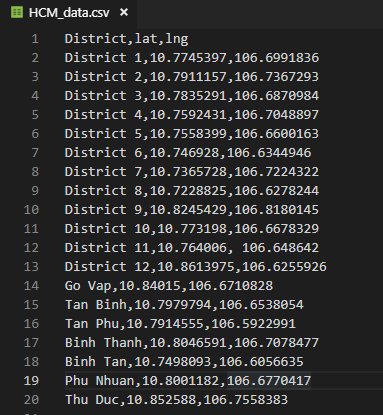 HCM_data.csv ×
1 District,lat,lng
2 District 1,10.7745397,106.6991836
3 District 2,10.7911157,106.7367293
4 District 3,10.7835291,106.6870984
5 District 4,10.7592431,106.7048897
6 District 5,10.7558399,106.6600163
7 District 6,10.746928,106.6344946
8 District 7,10.7365728,106.7224322
9 District 8,10.7228825,106.6278244
10 District 9,10.8245429,106.8180145
11 District 10,10.773198,106.6678329
12 District 11,10.764006, 106.648642
13 District 12,10.8613975,106.6255926
14 Go Vap,10.84015,106.6710828
15 Tan Binh,10.7979794,106.6538054
16 Tan Phu,10.7914555,106.5922991
17 Binh Thanh,10.8046591,106.7078477
18 Binh Tan,10.7498093,106.6056635
19 Phu Nhuan,10.8001182,106.6770417
20 Thu Duc,10.852588,106.7558383